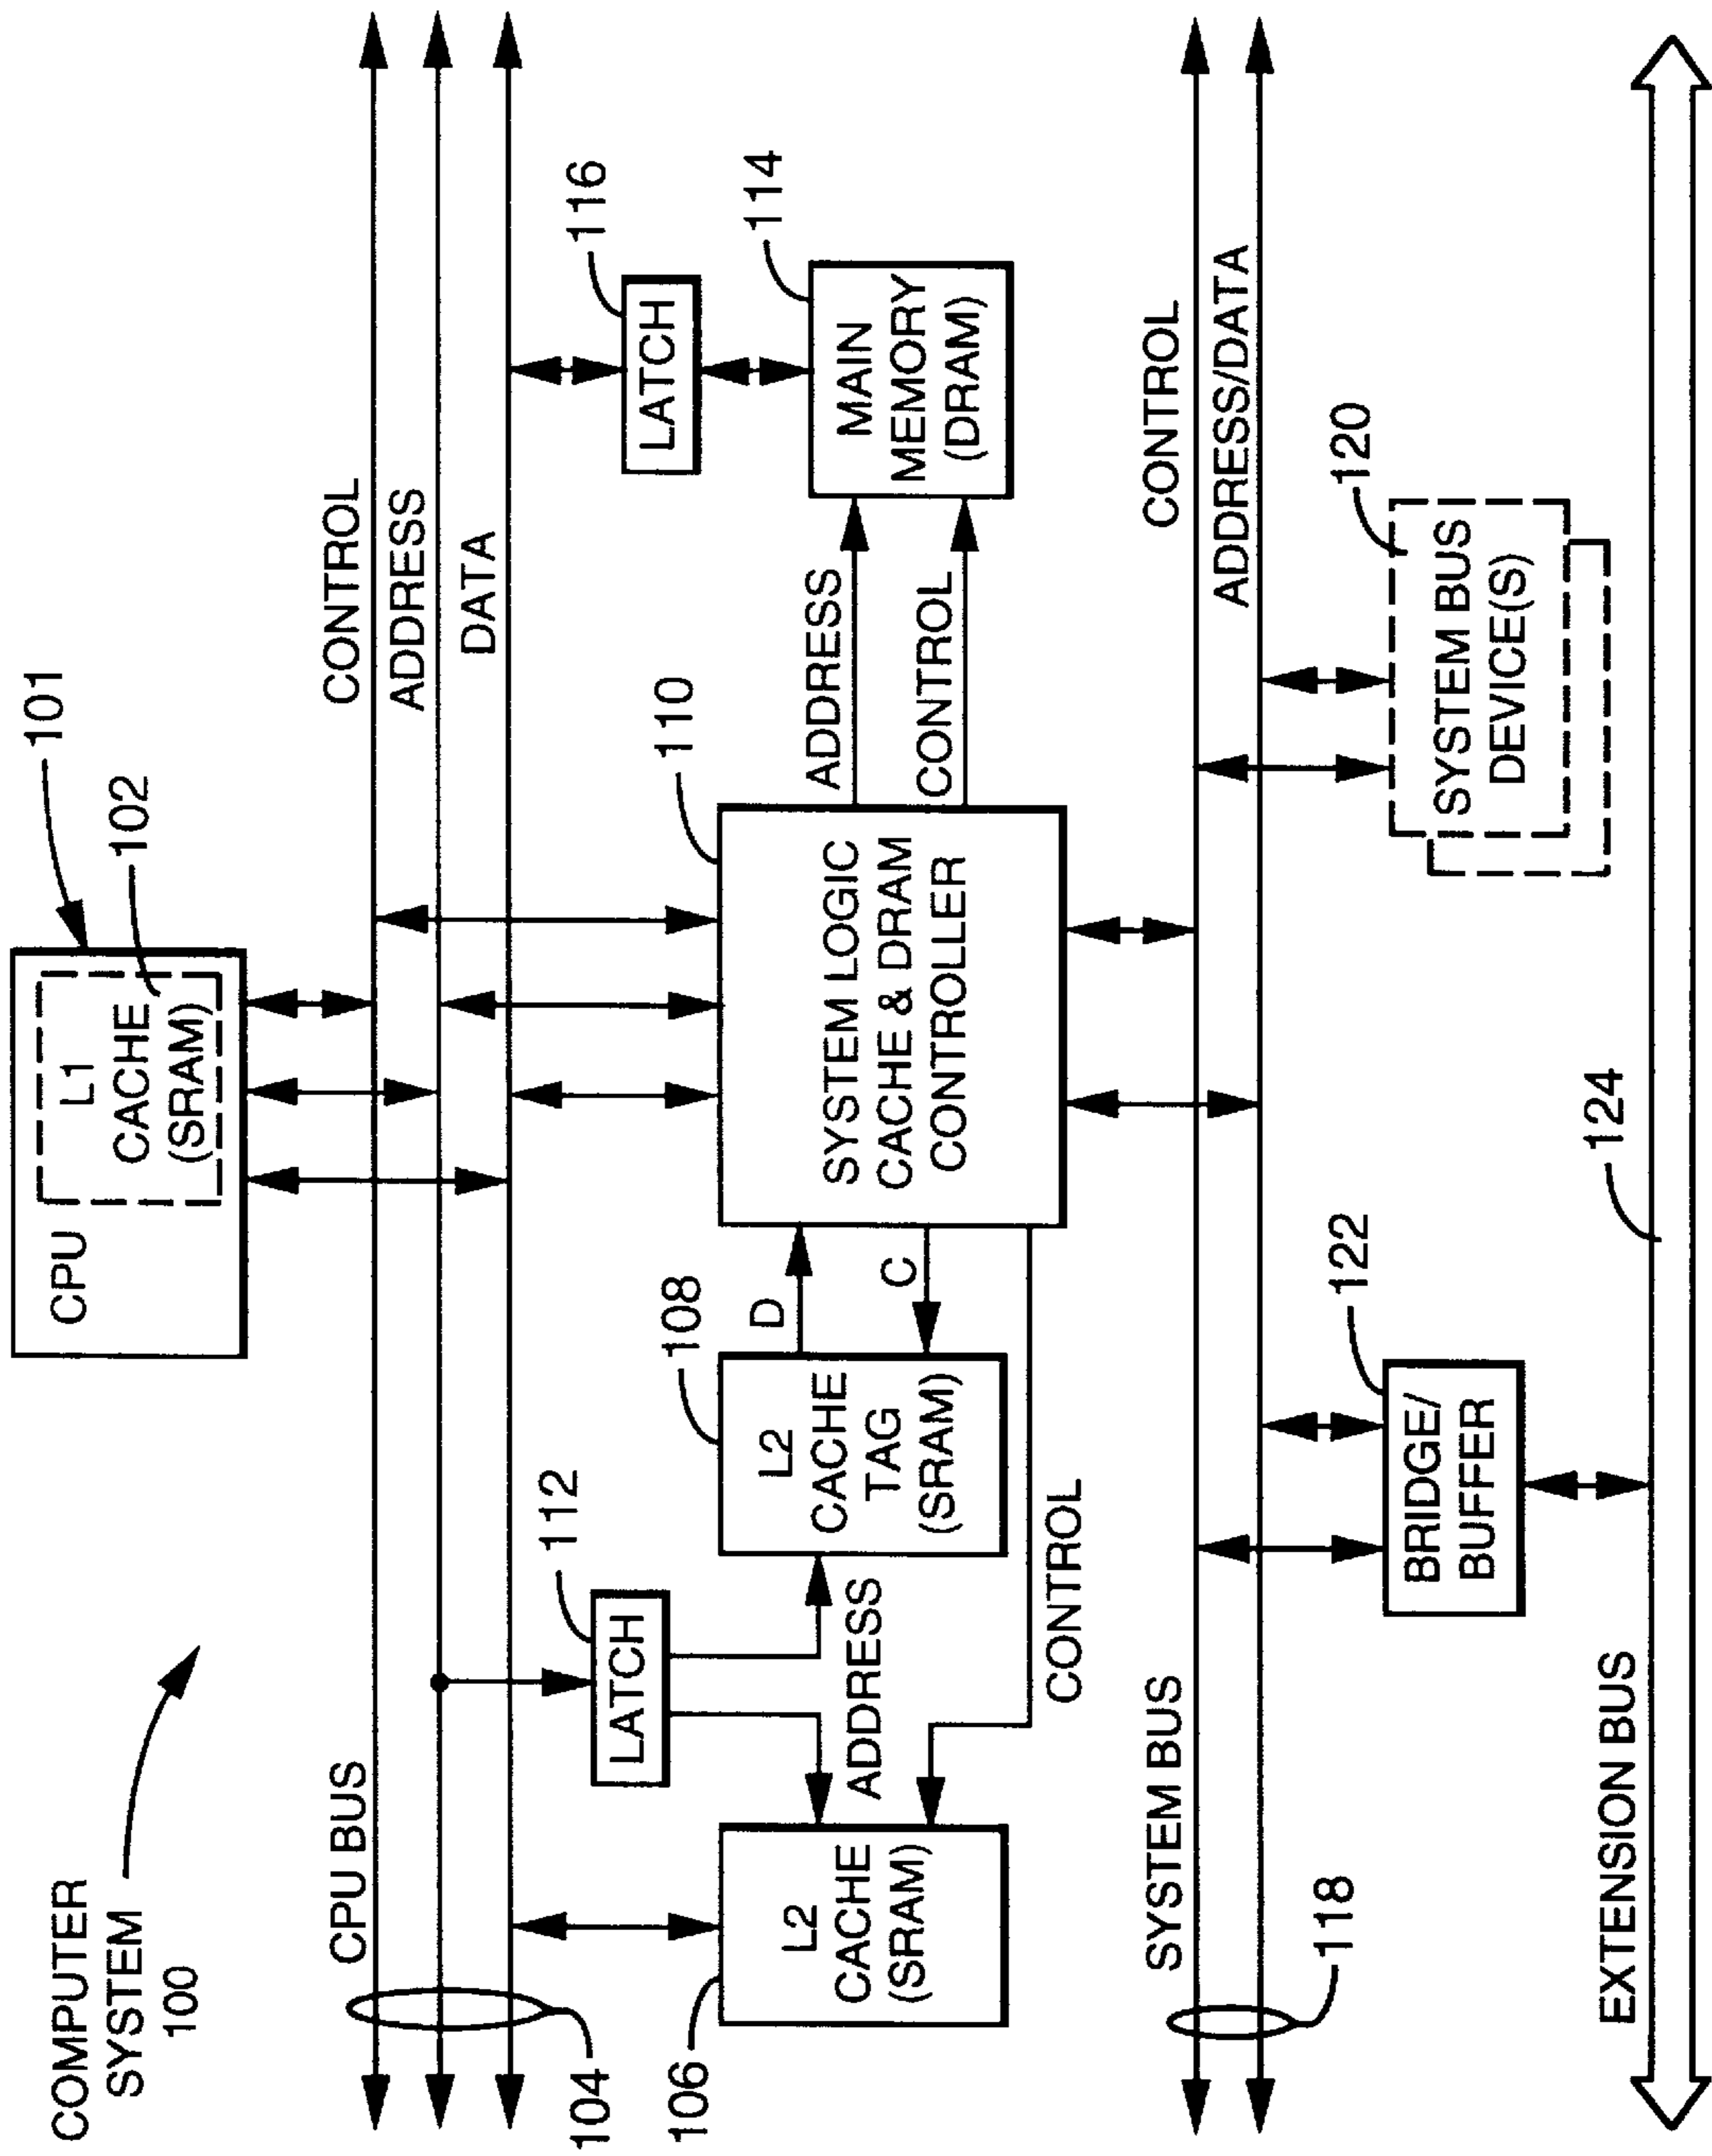 COMPUTER
SYSTEM
100
101
CPU
L1
CACHE
(SRAM)
102
CPU BUS
CONTROL
ADDRESS
DATA
104
112
LATCH
116
LATCH
106
L2
CACHE
(SRAM)
ADDRESS
108
L2
CACHE
TAG
(SRAM)
D
C
CONTROL
110
SYSTEM LOGIC
CACHE & DRAM
CONTROLLER
ADDRESS
CONTROL
114
MAIN
MEMORY
(DRAM)
SYSTEM BUS
CONTROL
ADDRESS/DATA
118
122
BRIDGE/
BUFFER
120
SYSTEM BUS
DEVICE(S)
EXTENSION BUS
124